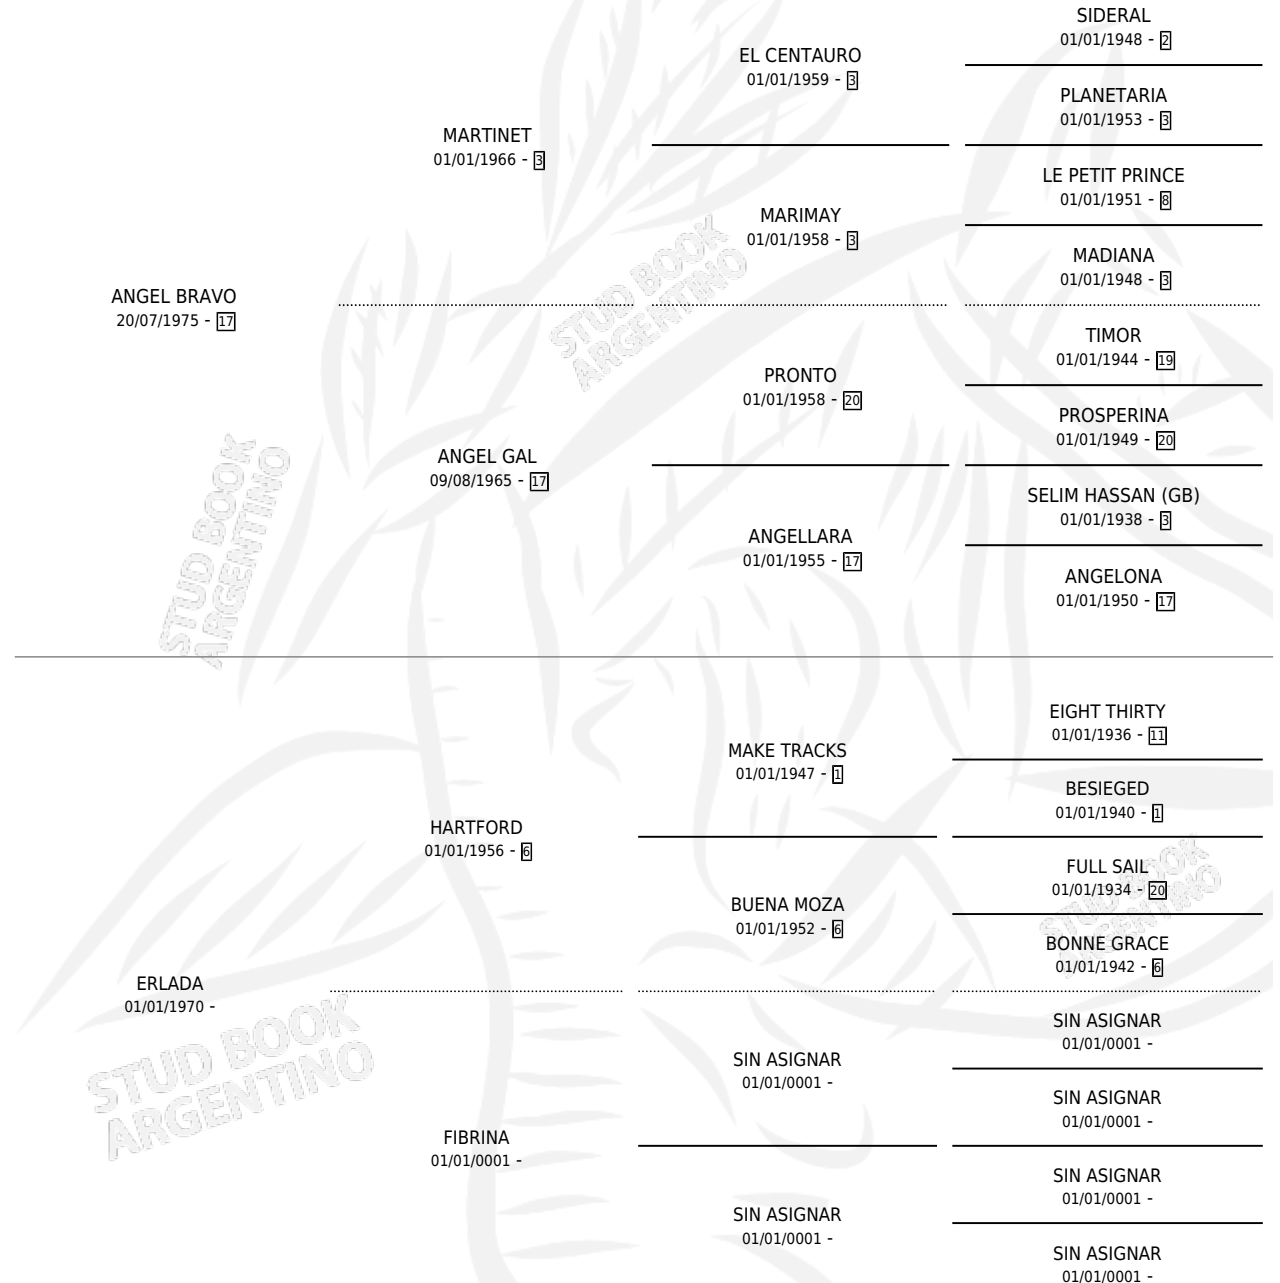 SIDERAL
01/01/1948 - 2
EL CENTAURO
01/01/1959 - 3
PLANETARIA
01/01/1953 - 3
MARTINET
01/01/1966 - 3
LE PETIT PRINCE
01/01/1951 - 8
MARIMAY
01/01/1958 - 3
MADIANA
01/01/1948 - 3
ANGEL BRAVO
20/07/1975 - 17
TIMOR
01/01/1944 - 19
PRONTO
01/01/1958 - 20
PROSPERINA
01/01/1949 - 20
ANGEL GAL
09/08/1965 - 17
SELIM HASSAN (GB)
01/01/1938 - 3
ANGELLARA
01/01/1955 - 17
ANGELONA
01/01/1950 - 17
STUD BOOK
ARGENTINO
STUD BOOK
ARGENTINO
EIGHT THIRTY
01/01/1936 - 11
MAKE TRACKS
01/01/1947 - 1
BESIEGED
01/01/1940 - 1
HARTFORD
01/01/1956 - 6
FULL SAIL
01/01/1934 - 20
BUENA MOZA
01/01/1952 - 6
BONNE GRACE
01/01/1942 - 6
STUD BOOK
ARGENTINO
ERLADA
01/01/1970 -
SIN ASIGNAR
01/01/0001 -
SIN ASIGNAR
01/01/0001 -
SIN ASIGNAR
01/01/0001 -
FIBRINA
01/01/0001 -
SIN ASIGNAR
01/01/0001 -
SIN ASIGNAR
01/01/0001 -
SIN ASIGNAR
01/01/0001 -
STUD BOOK
ARGENTINO